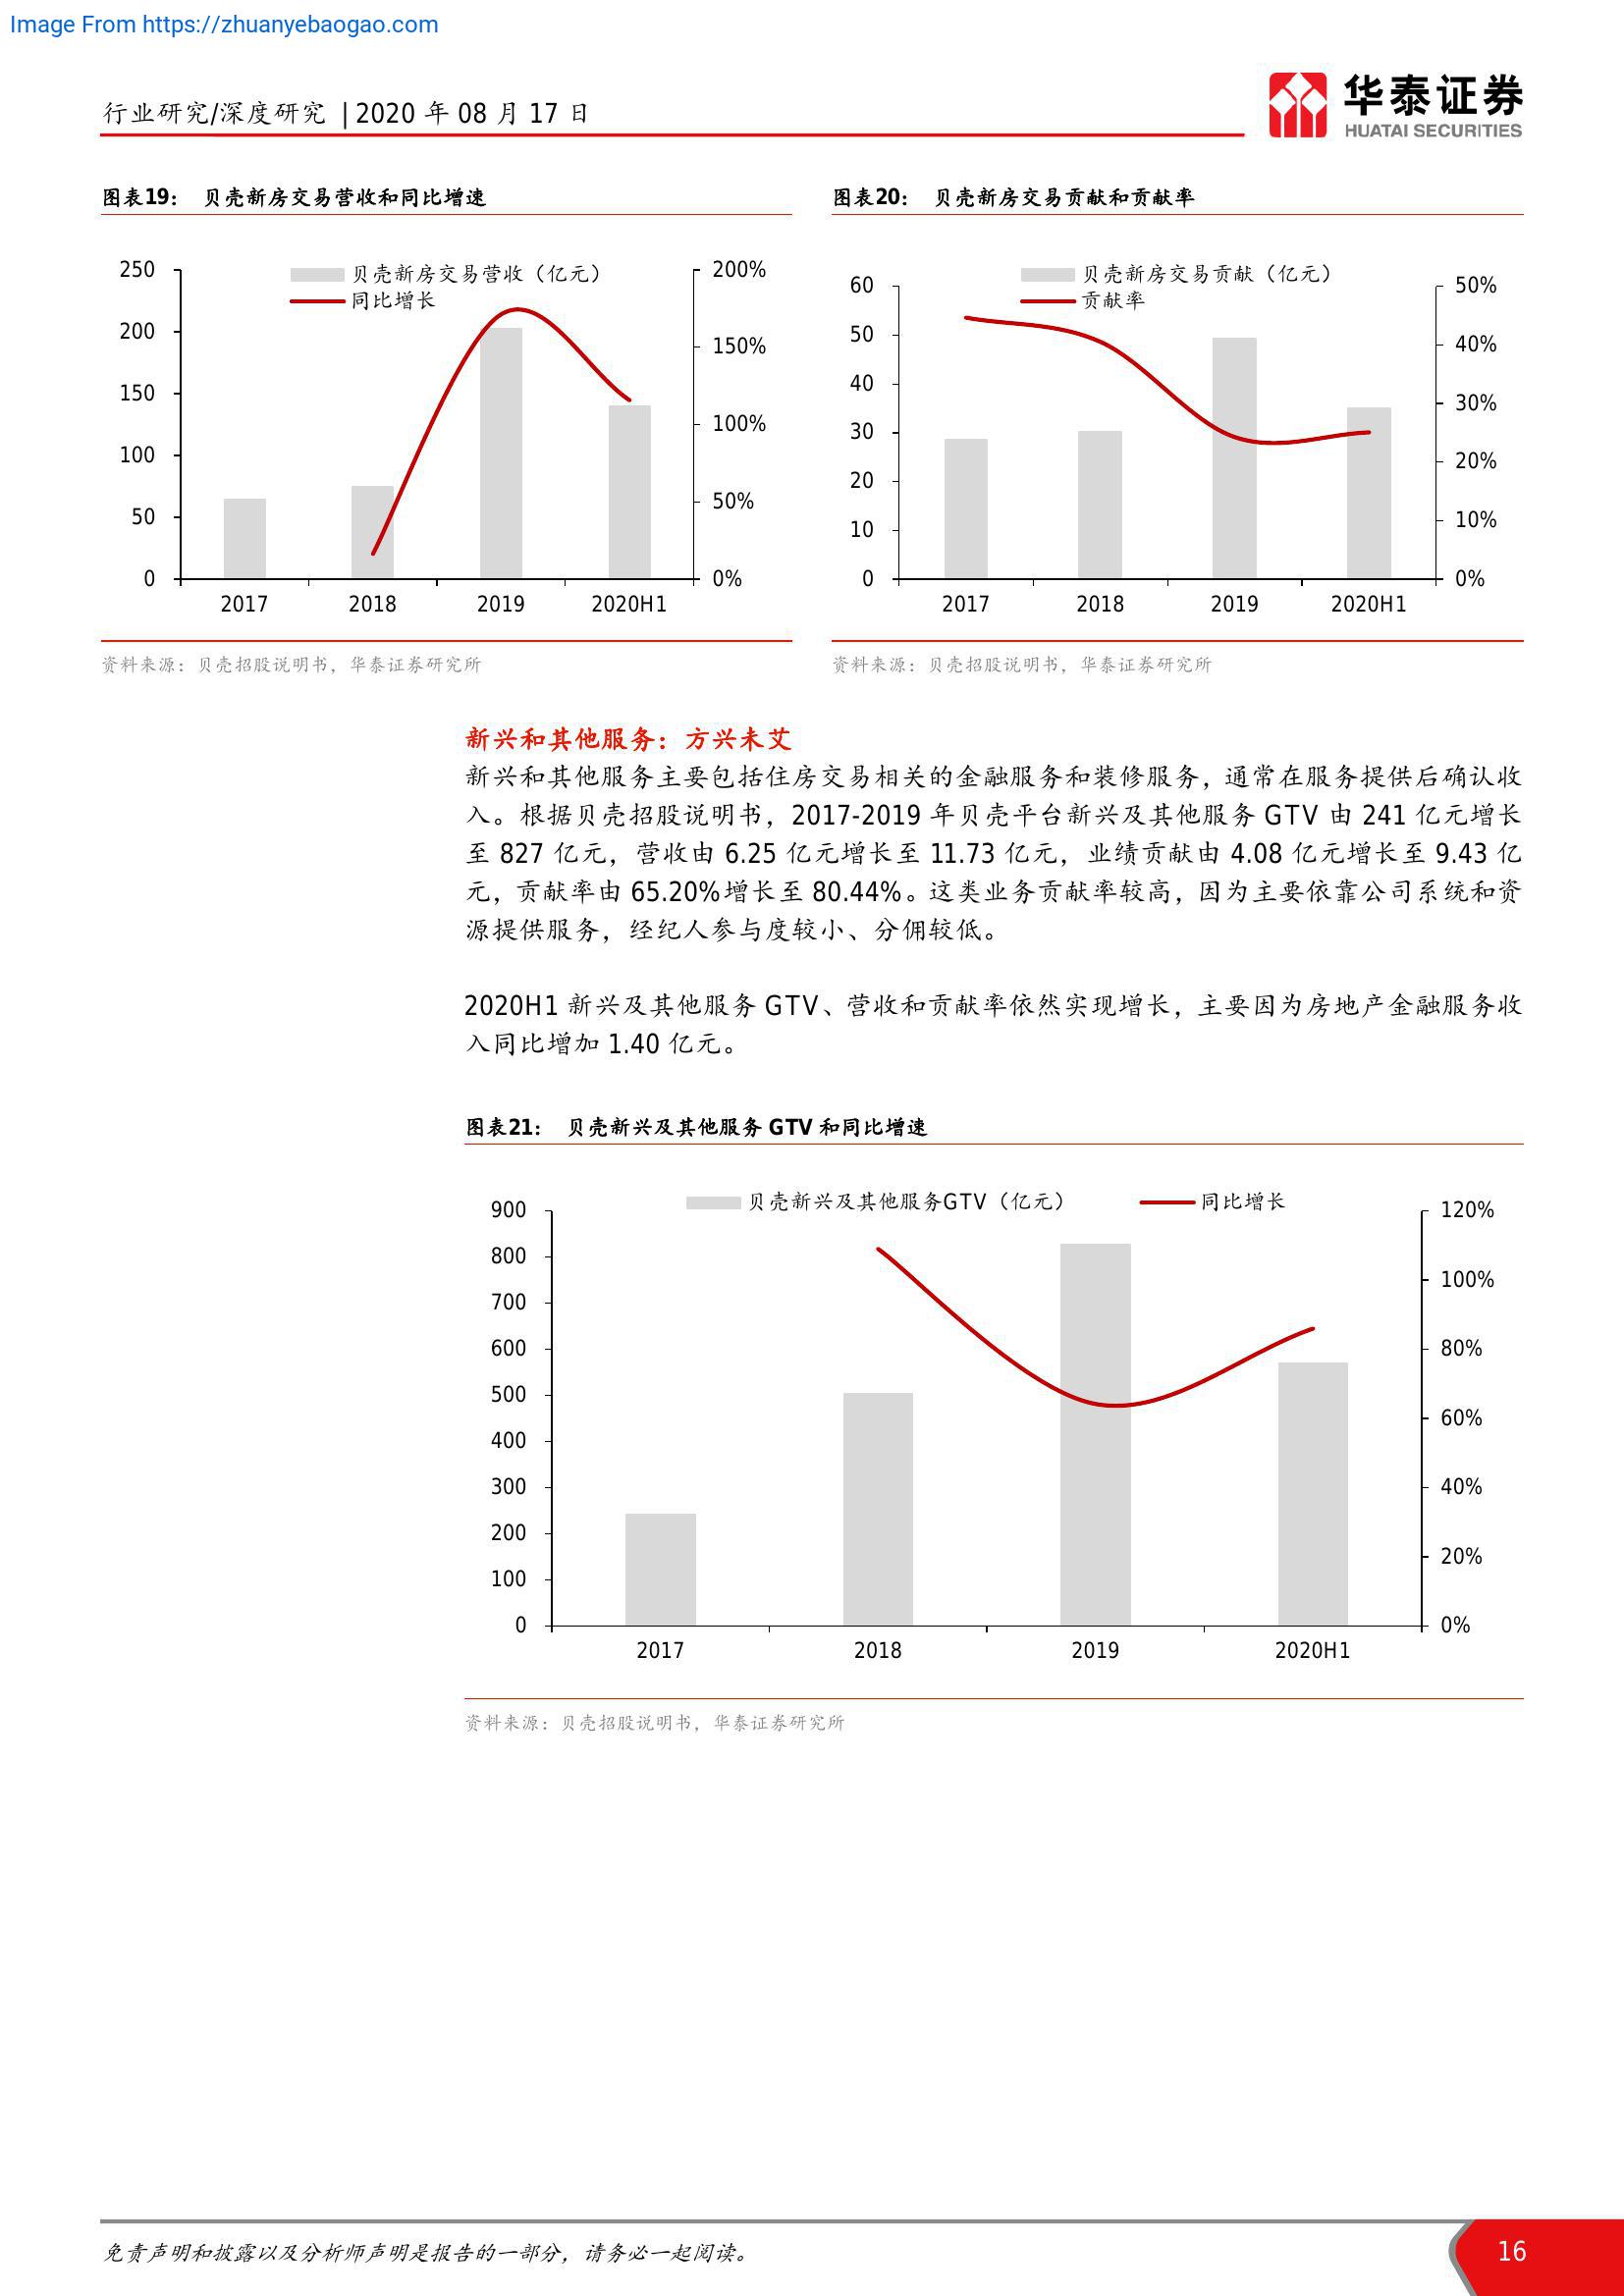 Image From https://zhuanyebaogao.com
行业研究/深度研究 | 2020 年 08 月 17 日
华泰证券
HUATAI SECURITIES
图表19： 贝壳新房交易营收和同比增速
250
200
150
100
50
0
贝壳新房交易营收（亿元）
同比增长
200%
150%
100%
50%
0%
2017 2018 2019 2020H1
资料来源：贝壳招股说明书，华泰证券研究所
图表20： 贝壳新房交易贡献和贡献率
60
50
40
30
20
10
0
贝壳新房交易贡献（亿元）
贡献率
50%
40%
30%
20%
10%
0%
2017 2018 2019 2020H1
资料来源：贝壳招股说明书，华泰证券研究所
新兴和其他服务：方兴未艾
新兴和其他服务主要包括住房交易相关的金融服务和装修服务，通常在服务提供后确认收
入。根据贝壳招股说明书，2017-2019 年贝壳平台新兴及其他服务 GTV 由 241 亿元增长
至 827 亿元，营收由 6.25 亿元增长至 11.73 亿元，业绩贡献由 4.08 亿元增长至 9.43 亿
元，贡献率由 65.20%增长至 80.44%。这类业务贡献率较高，因为主要依靠公司系统和资
源提供服务，经纪人参与度较小、分佣较低。
2020H1 新兴及其他服务 GTV、营收和贡献率依然实现增长，主要因为房地产金融服务收
入同比增加 1.40 亿元。
图表21： 贝壳新兴及其他服务 GTV 和同比增速
贝壳新兴及其他服务GTV（亿元） 同比增长
900
800
700
600
500
400
300
200
100
0
120%
100%
80%
60%
40%
20%
0%
2017 2018 2019 2020H1
资料来源：贝壳招股说明书，华泰证券研究所
免责声明和披露以及分析师声明是报告的一部分，请务必一起阅读。
16